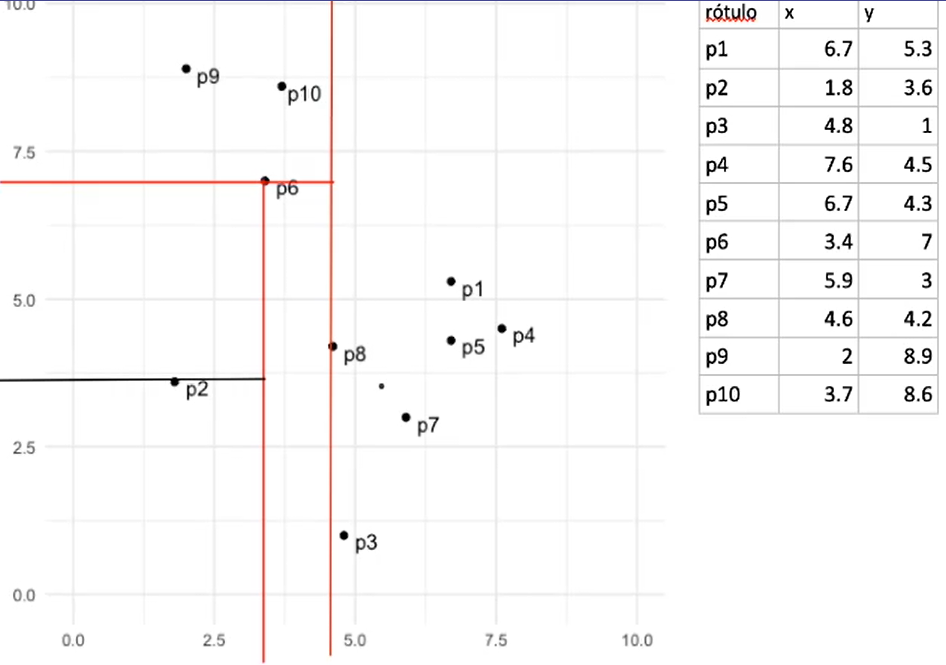 10.0
7.5
5.0
2.5
0.0
0.0 2.5 5.0 7.5 10.0
p9
p10
p6
p1
p4
p5
p8
p2
p7
p3
rótulo x y
p1 6.7 5.3
p2 1.8 3.6
p3 4.8 1
p4 7.6 4.5
p5 6.7 4.3
p6 3.4 7
p7 5.9 3
p8 4.6 4.2
p9 2 8.9
p10 3.7 8.6